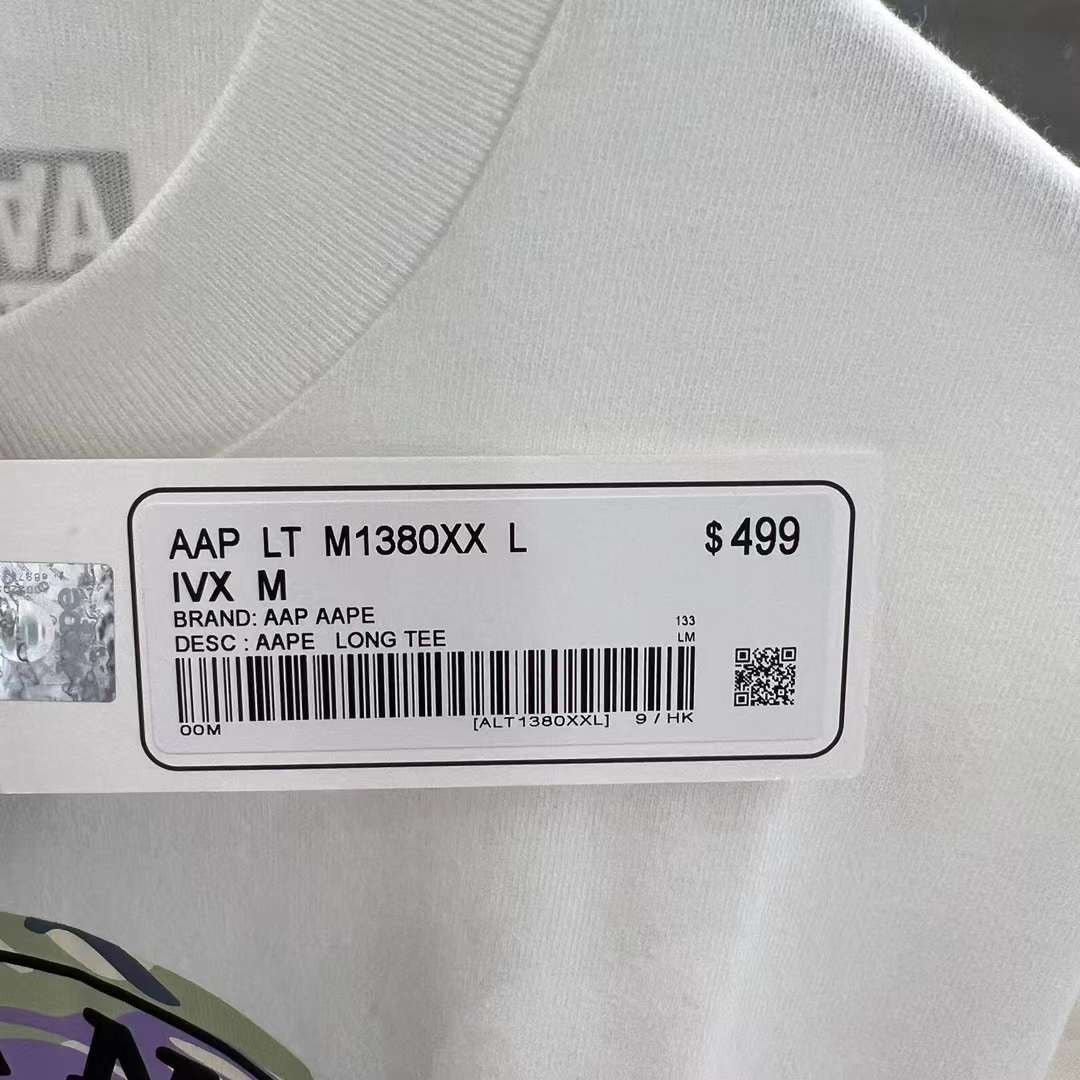 AAP LT M1380XX L
$499
IVX M
BRAND: AAP AAPE
DESC : AAPE LONG TEE
133
LM
00M
[ALT1380XXL] 9 / HK